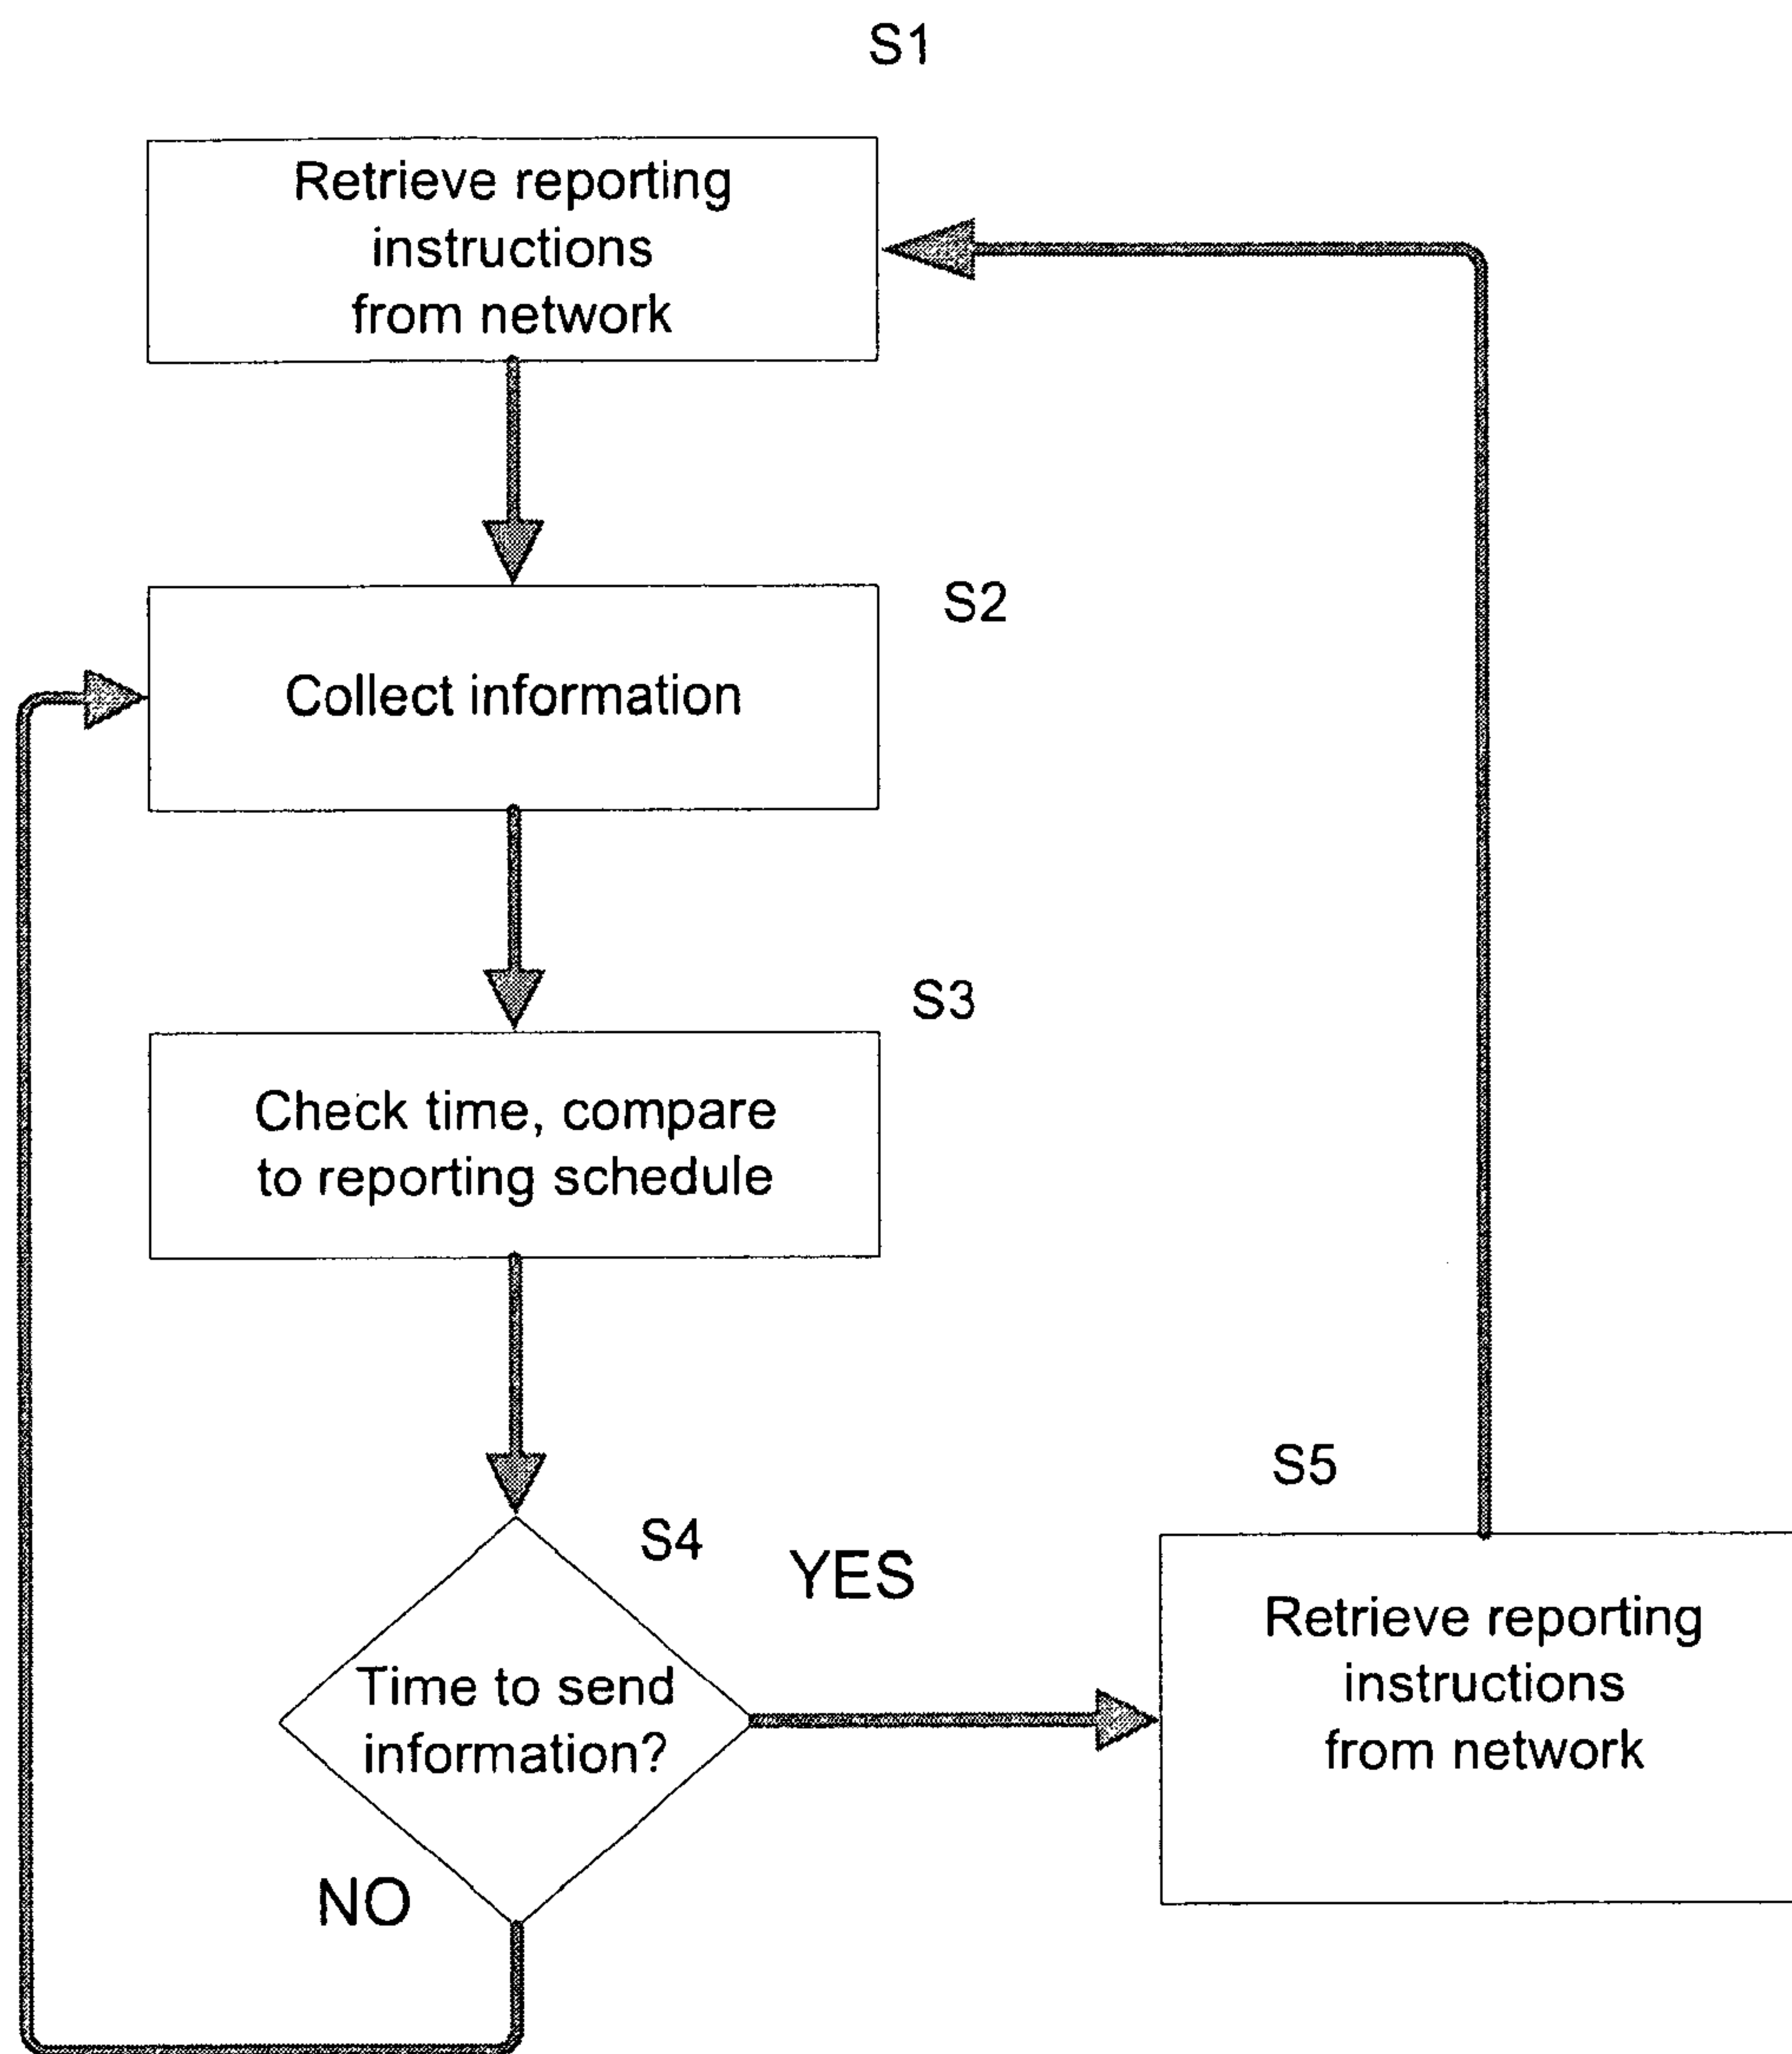 S1
Retrieve reporting
instructions
from network
S2
Collect information
S3
Check time, compare
to reporting schedule
S4
YES
Time to send
information?
NO
S5
Retrieve reporting
instructions
from network